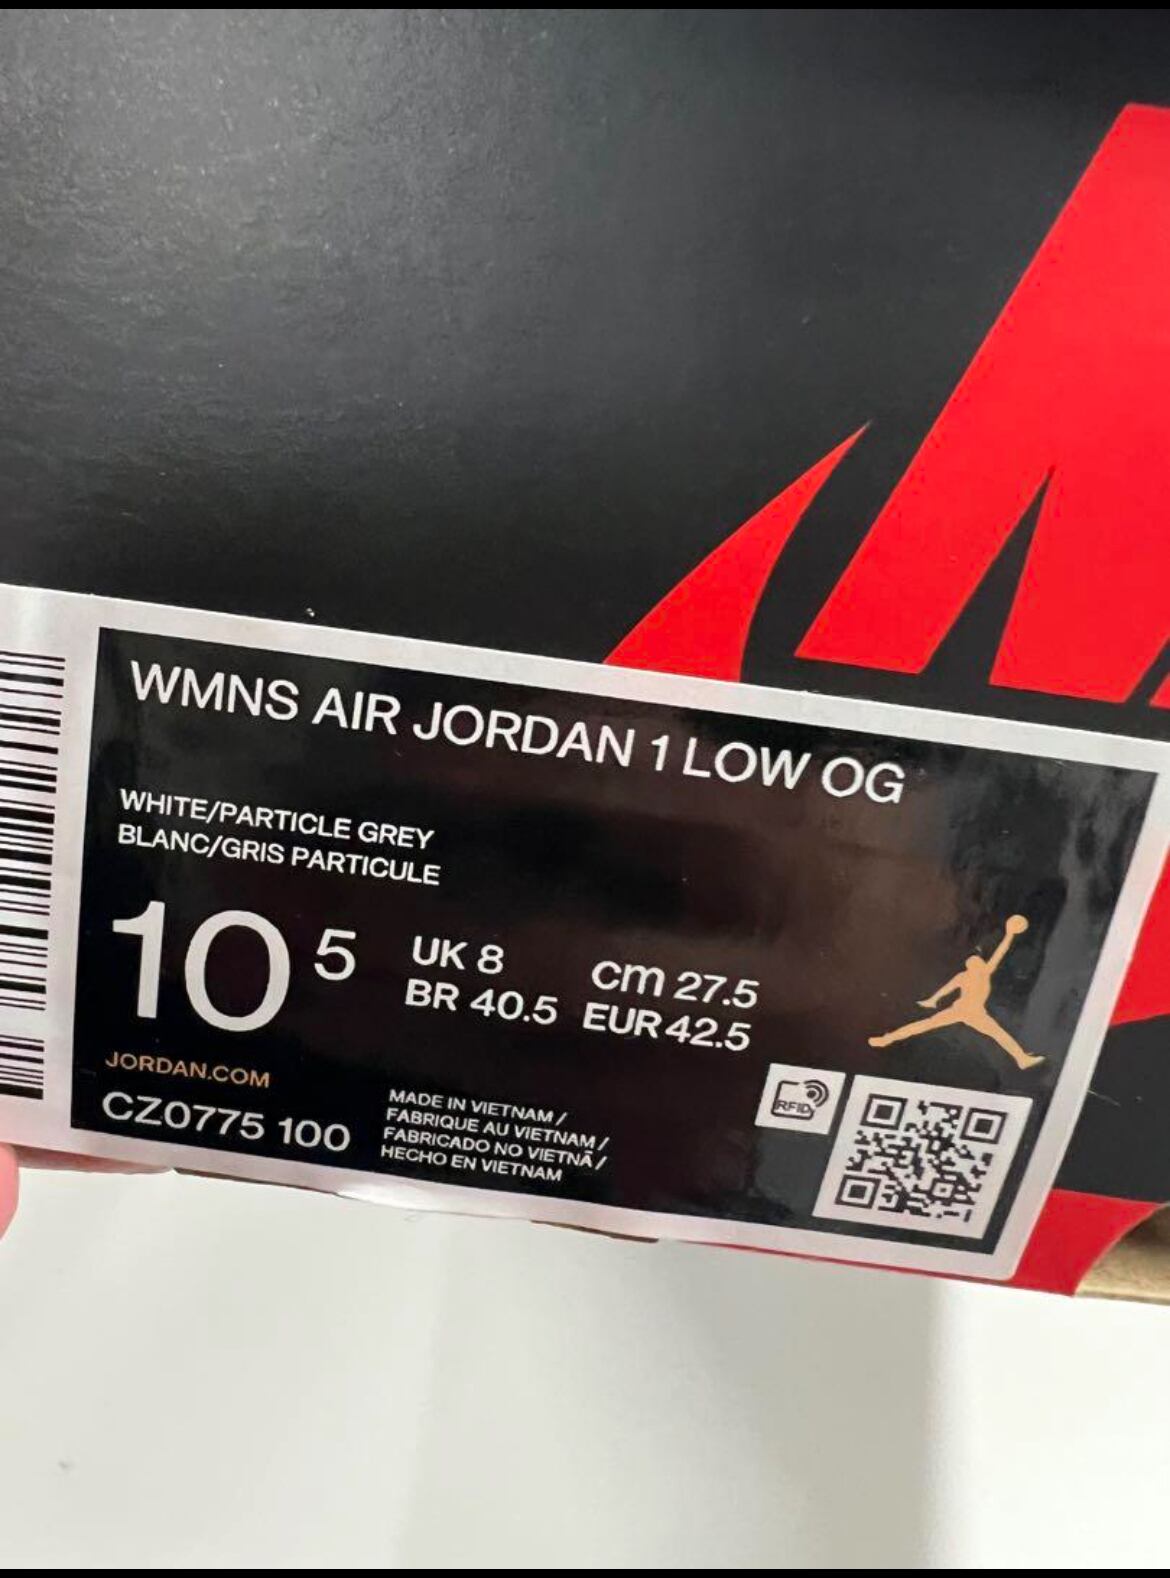 WMNS AIR JORDAN 1 LOW OG
WHITE/PARTICLE GREY
BLANC/GRIS PARTICULE
10 5
UK 8 cm 27.5
BR 40.5 EUR 42.5
JORDAN.COM
CZ0775 100
MADE IN VIETNAM /
FABRIQUE AU VIETNAM /
FABRICADO NO VIETNÃ /
HECHO EN VIETNAM
RFID